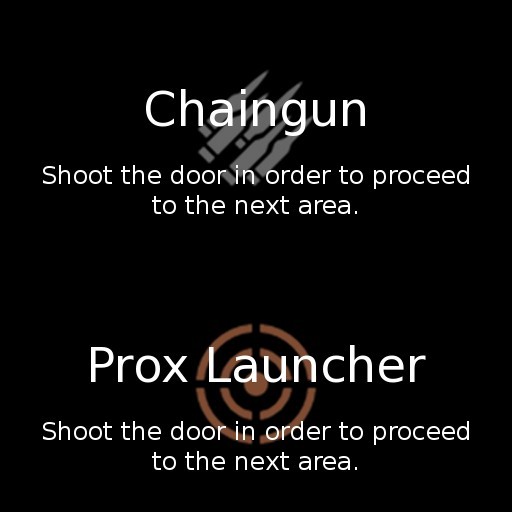 Chaingun
Shoot the door in order to proceed
to the next area.
Prox Launcher
Shoot the door in order to proceed
to the next area.